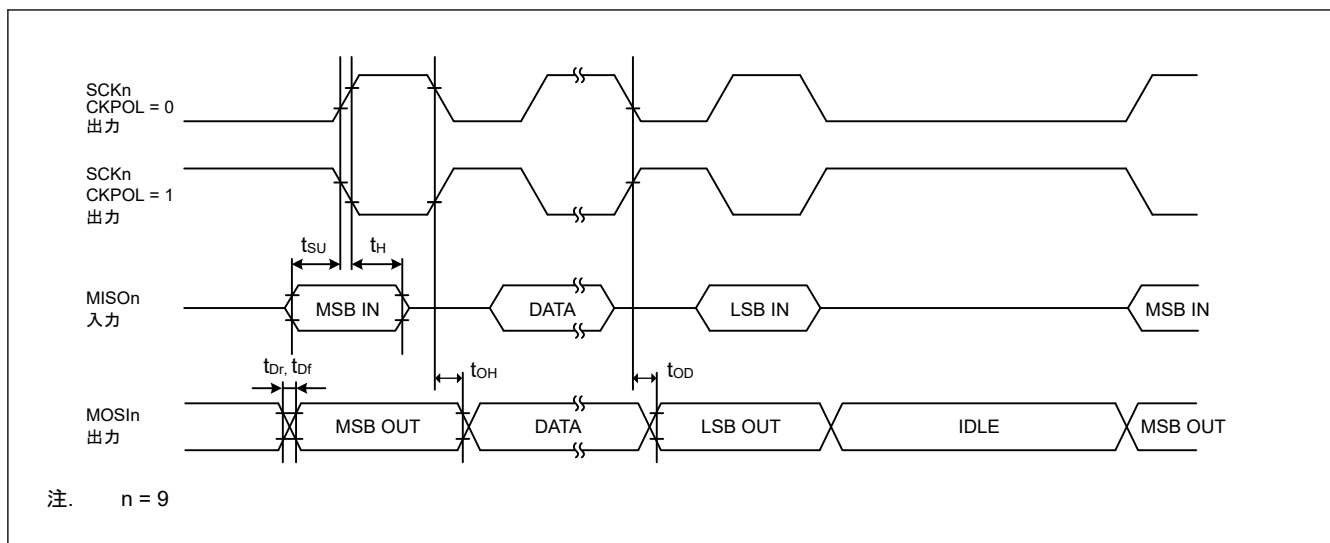 SCKn
CKPOL = 0
出力
SCKn
CKPOL = 1
出力
tSU
tH
MISOn
入力
MSB IN
DATA
LSB IN
MSB IN
tDr, tDf
tOH
tOD
MOSIn
出力
MSB OUT
DATA
LSB OUT
IDLE
MSB OUT
注. n = 9